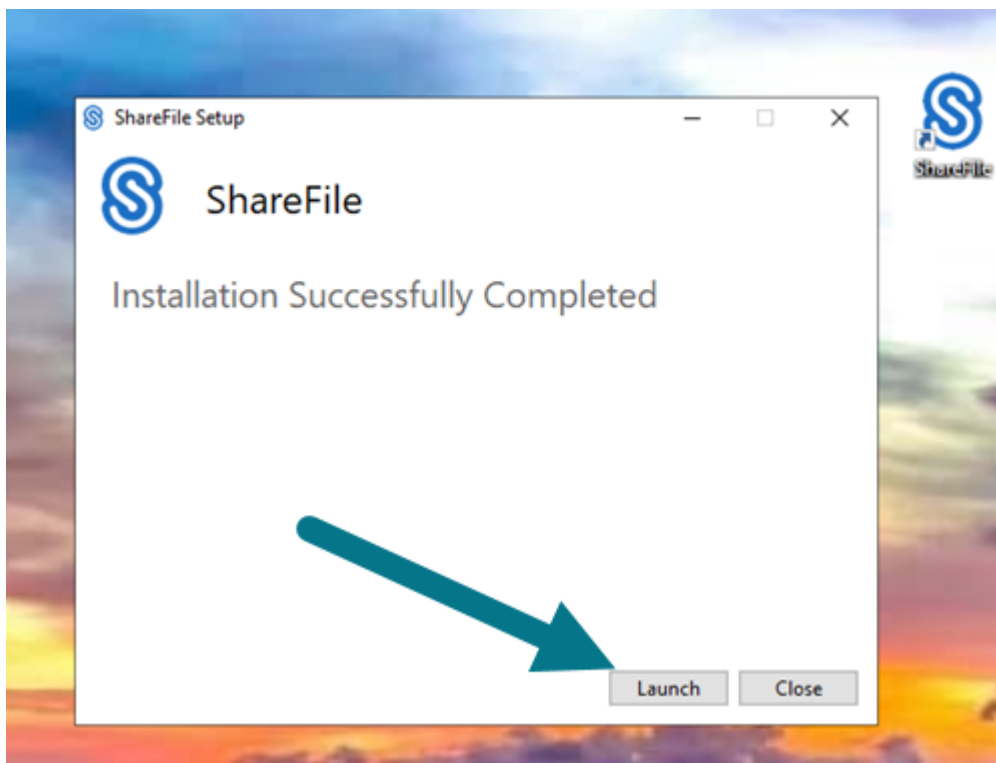 ShareFile Setup
ShareFile
ShareFile
Installation Successfully Completed
Launch
Close